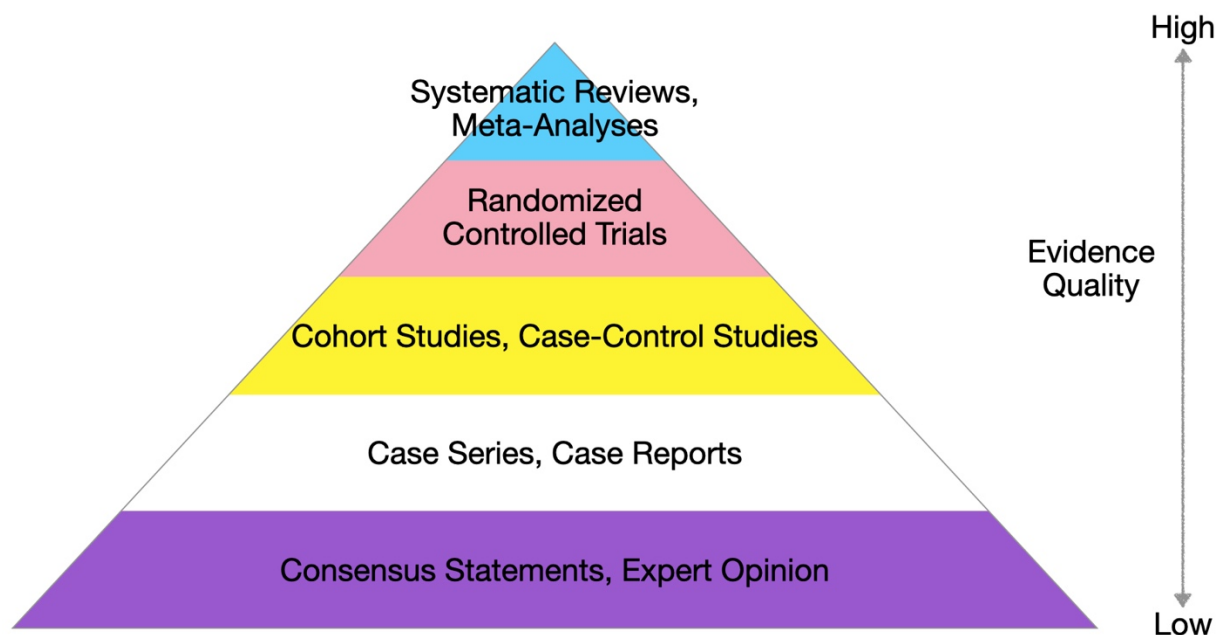 High
Systematic Reviews,
Meta-Analyses
Randomized
Controlled Trials
Evidence
Quality
Cohort Studies, Case-Control Studies
Case Series, Case Reports
Consensus Statements, Expert Opinion
Low